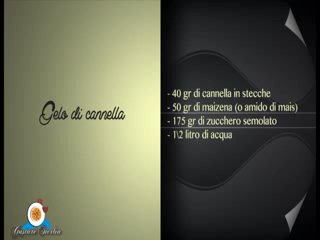 Gelo di cannella
- 40 gr di cannella in stecche
- 50 gr di maizena (o amido di mais)
- 175 gr di zucchero semolato
- 1\2 litro di acqua